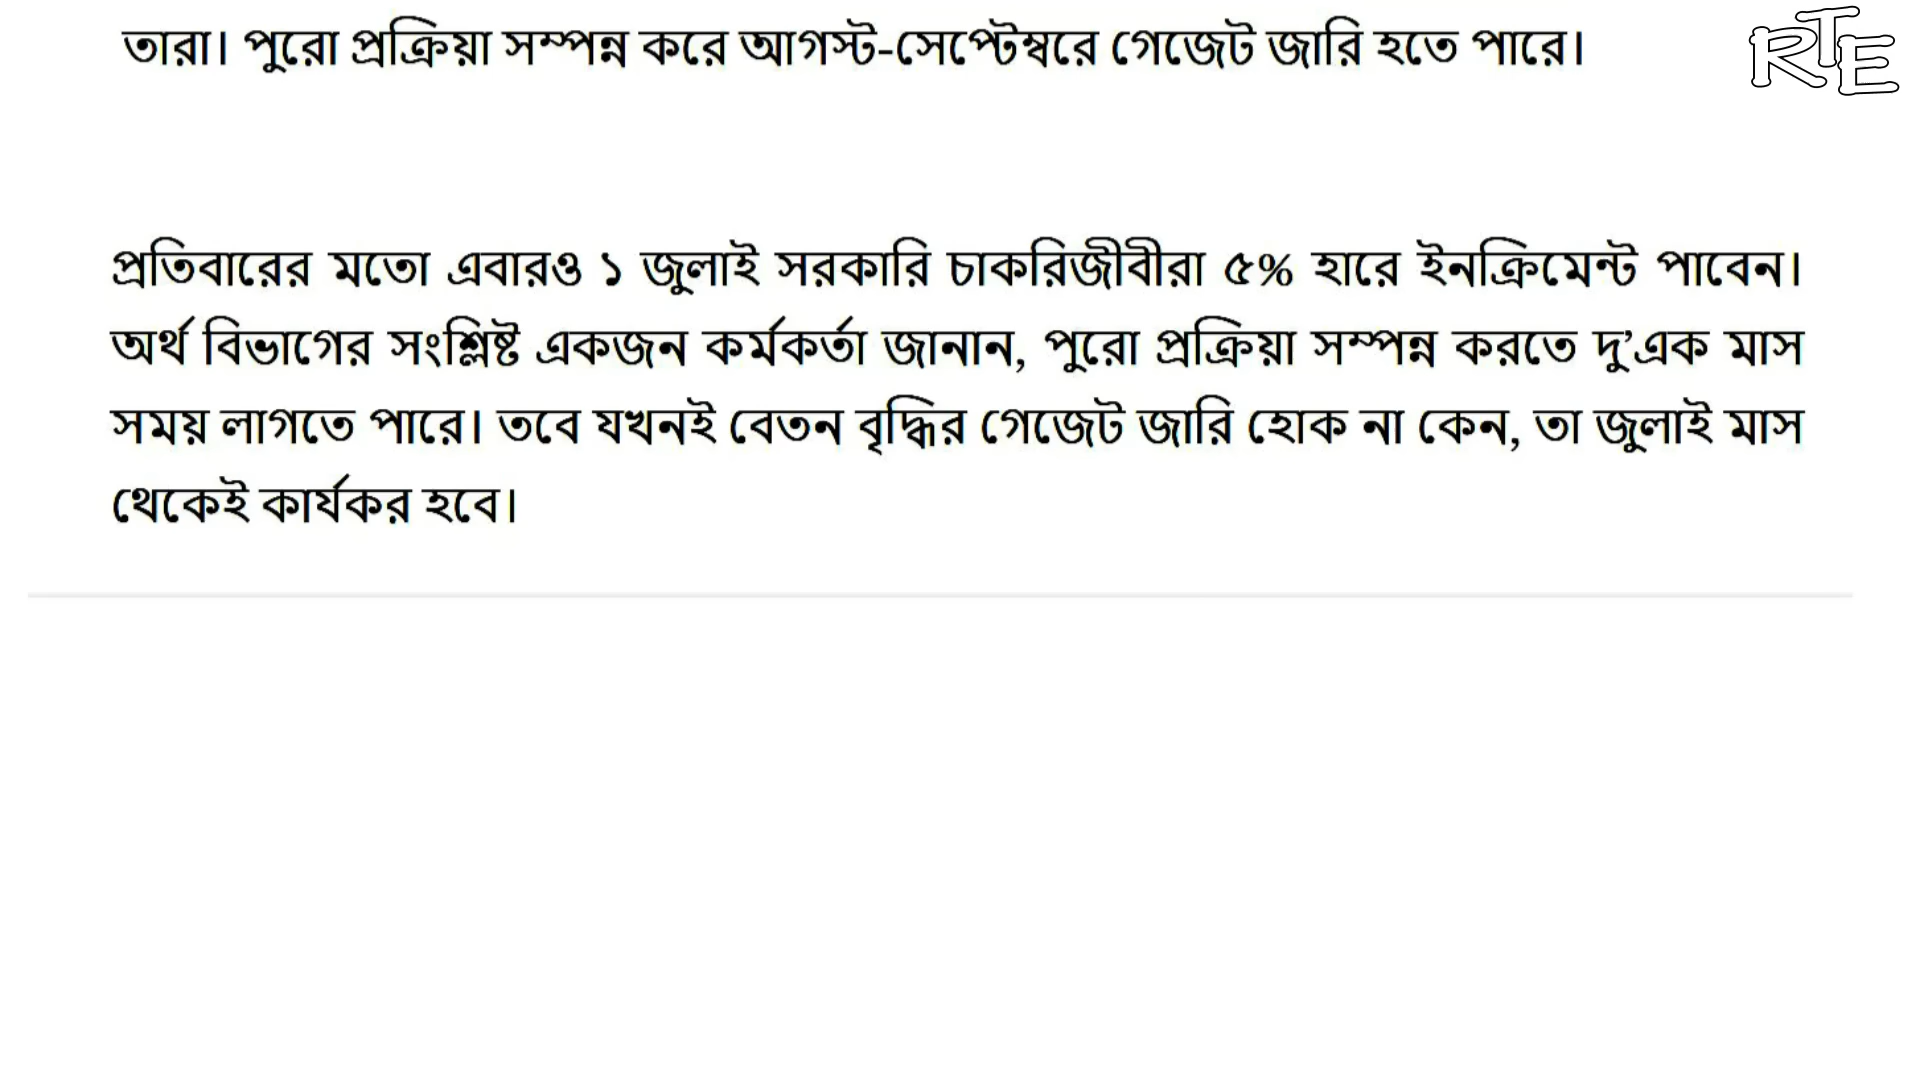 তারা। পুরো প্রক্রিয়া সম্পন্ন করে আগস্ট-সেপ্টেম্বরে গেজেট জারি হতে পারে।
RTE
প্রতিবারের মতো এবারও ১ জুলাই সরকারি চাকরিজীবীরা ৫% হারে ইনক্রিমেন্ট পাবেন।
অর্থ বিভাগের সংশ্লিষ্ট একজন কর্মকর্তা জানান, পুরো প্রক্রিয়া সম্পন্ন করতে দু’এক মাস
সময় লাগতে পারে। তবে যখনই বেতন বৃদ্ধির গেজেট জারি হোক না কেন, তা জুলাই মাস
থেকেই কার্যকর হবে।